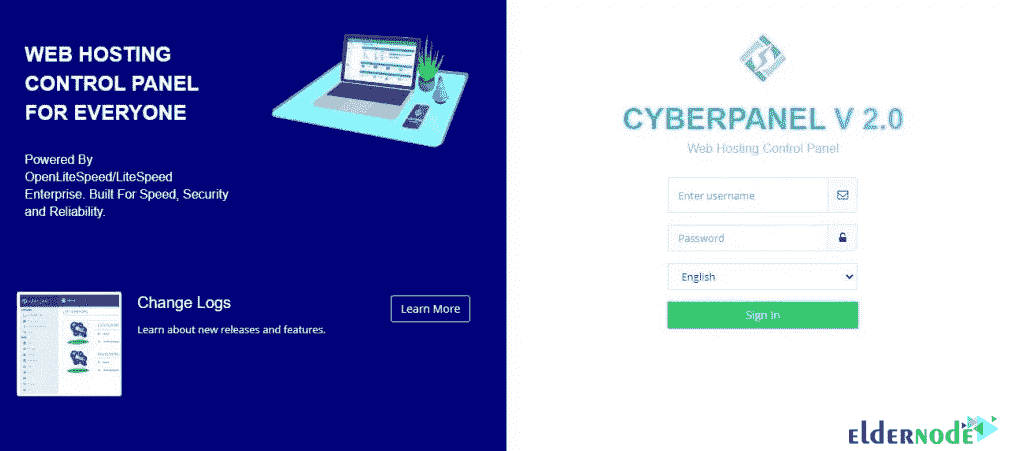 WEB HOSTING
CONTROL PANEL
FOR EVERYONE
Powered By
OpenLiteSpeed/LiteSpeed
Enterprise. Built For Speed, Security
and Reliability.
Change Logs
Learn about new releases and features.
Learn More
CYBERPANEL V 2.0
Web Hosting Control Panel
Enter username
Password
English
Sign In
ELDERNODE